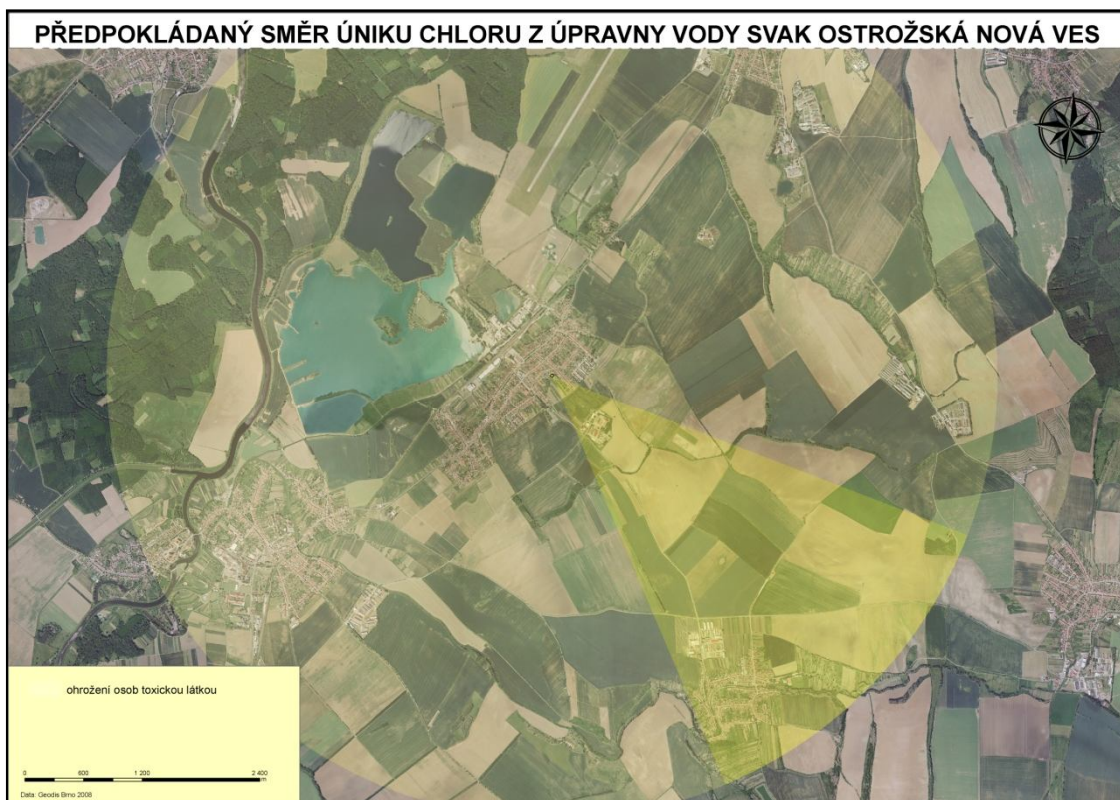 PŘEDPOKLÁDANÝ SMĚR ÚNIKU CHLORU Z ÚPRAVNY VODY SVAK OSTROŽSKÁ NOVÁ VES
ohrožení osob toxickou látkou
0 600 1 200 2 400
m
Data: Geodis Brno 2008